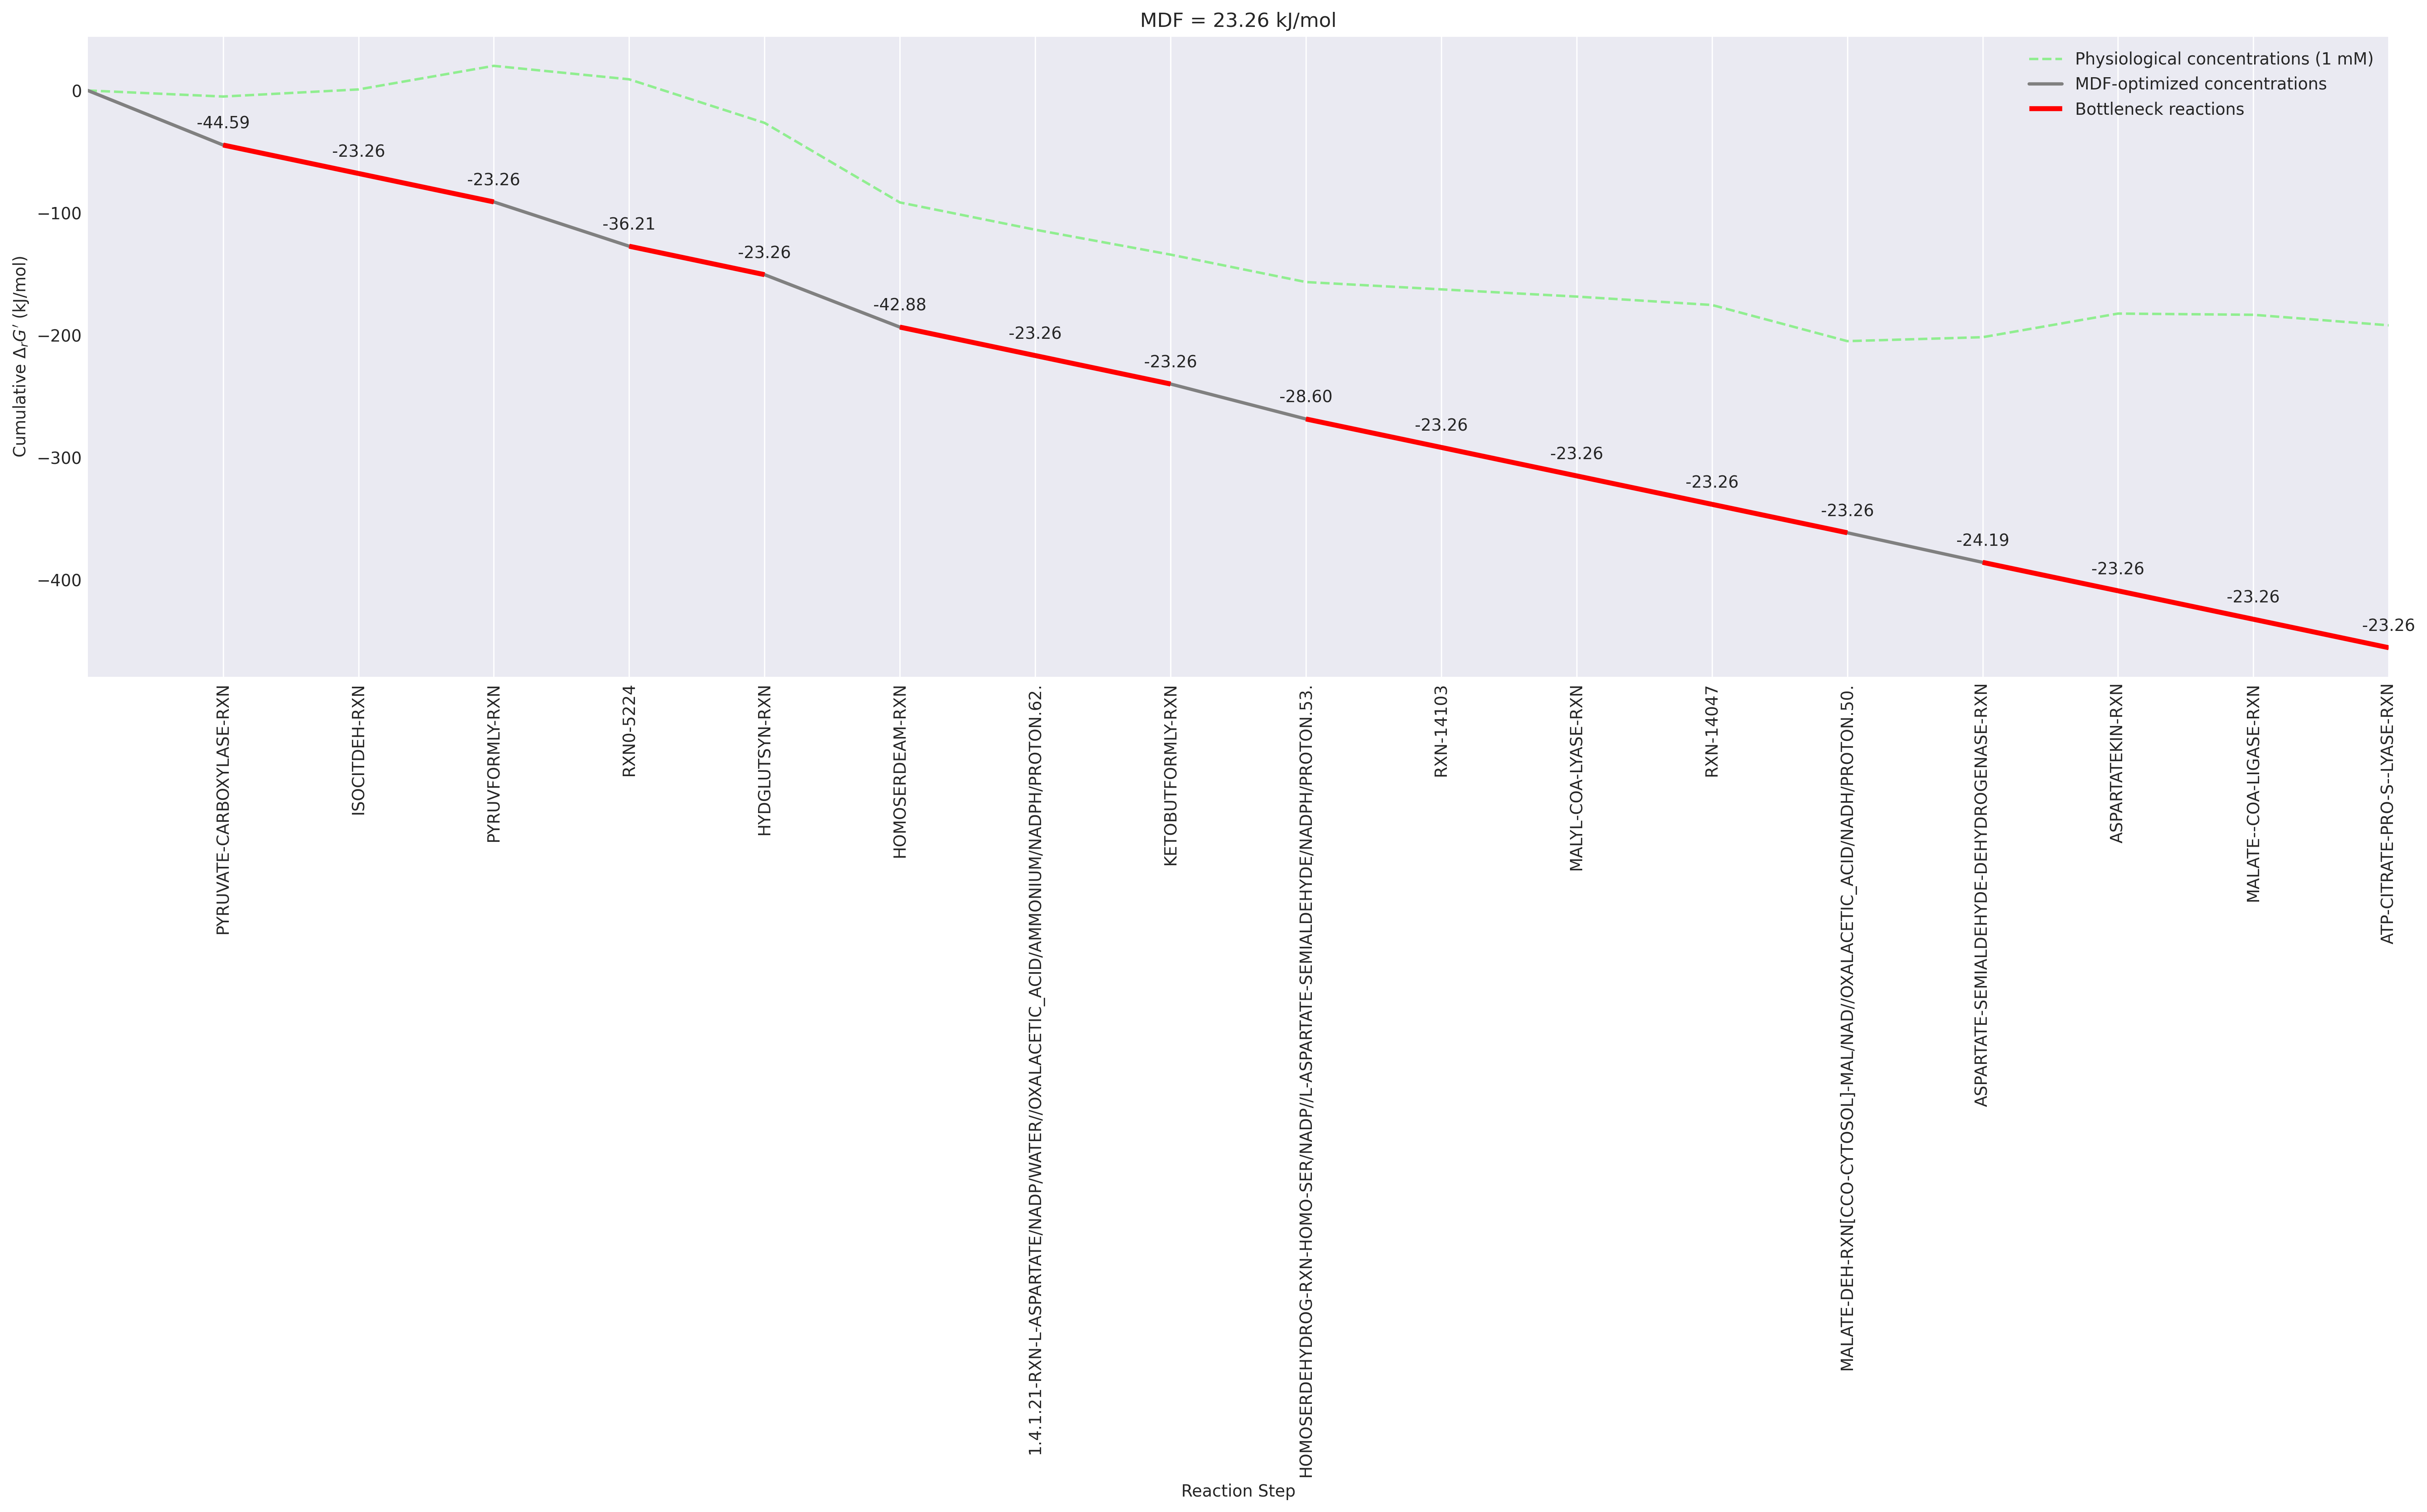 MDF = 23.26 kJ/mol
Physiological concentrations (1 mM)
MDF-optimized concentrations
Bottleneck reactions
Cumulative ΔrG′ (kJ/mol)
0
−100
−200
−300
−400
-44.59
-23.26
-23.26
-36.21
-23.26
-42.88
-23.26
-23.26
-28.60
-23.26
-23.26
-23.26
-23.26
-24.19
-23.26
-23.26
-23.26
PYRUVATE-CARBOXYLASE-RXN
ISOCITDEH-RXN
PYRUVFORMLY-RXN
RXN0-5224
HYDGLUTSYN-RXN
HOMOSERDEAM-RXN
1.4.1.21-RXN-L-ASPARTATE/NADP/WATER//OXALACETIC_ACID/AMMONIUM/NADPH/PROTON.62.
KETOBUTFORMLY-RXN
HOMOSERDEHYDROG-RXN-HOMO-SER/NADP//L-ASPARTATE-SEMIALDEHYDE/NADPH/PROTON.53.
RXN-14103
MALYL-COA-LYASE-RXN
RXN-14047
MALATE-DEH-RXN[CCO-CYTOSOL]-MAL/NAD//OXALACETIC_ACID/NADH/PROTON.50.
ASPARTATE-SEMIALDEHYDE-DEHYDROGENASE-RXN
ASPARTATEKIN-RXN
MALATE--COA-LIGASE-RXN
ATP-CITRATE-PRO-S--LYASE-RXN
Reaction Step